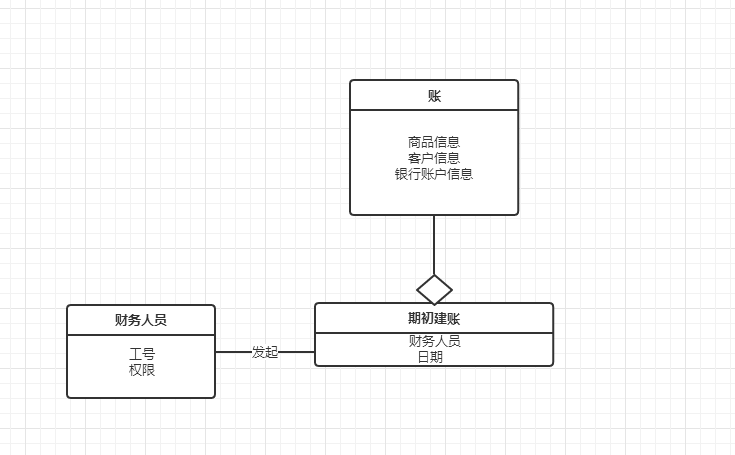 账
商品信息
客户信息
银行账户信息
财务人员
工号
权限
发起
期初建账
财务人员
日期